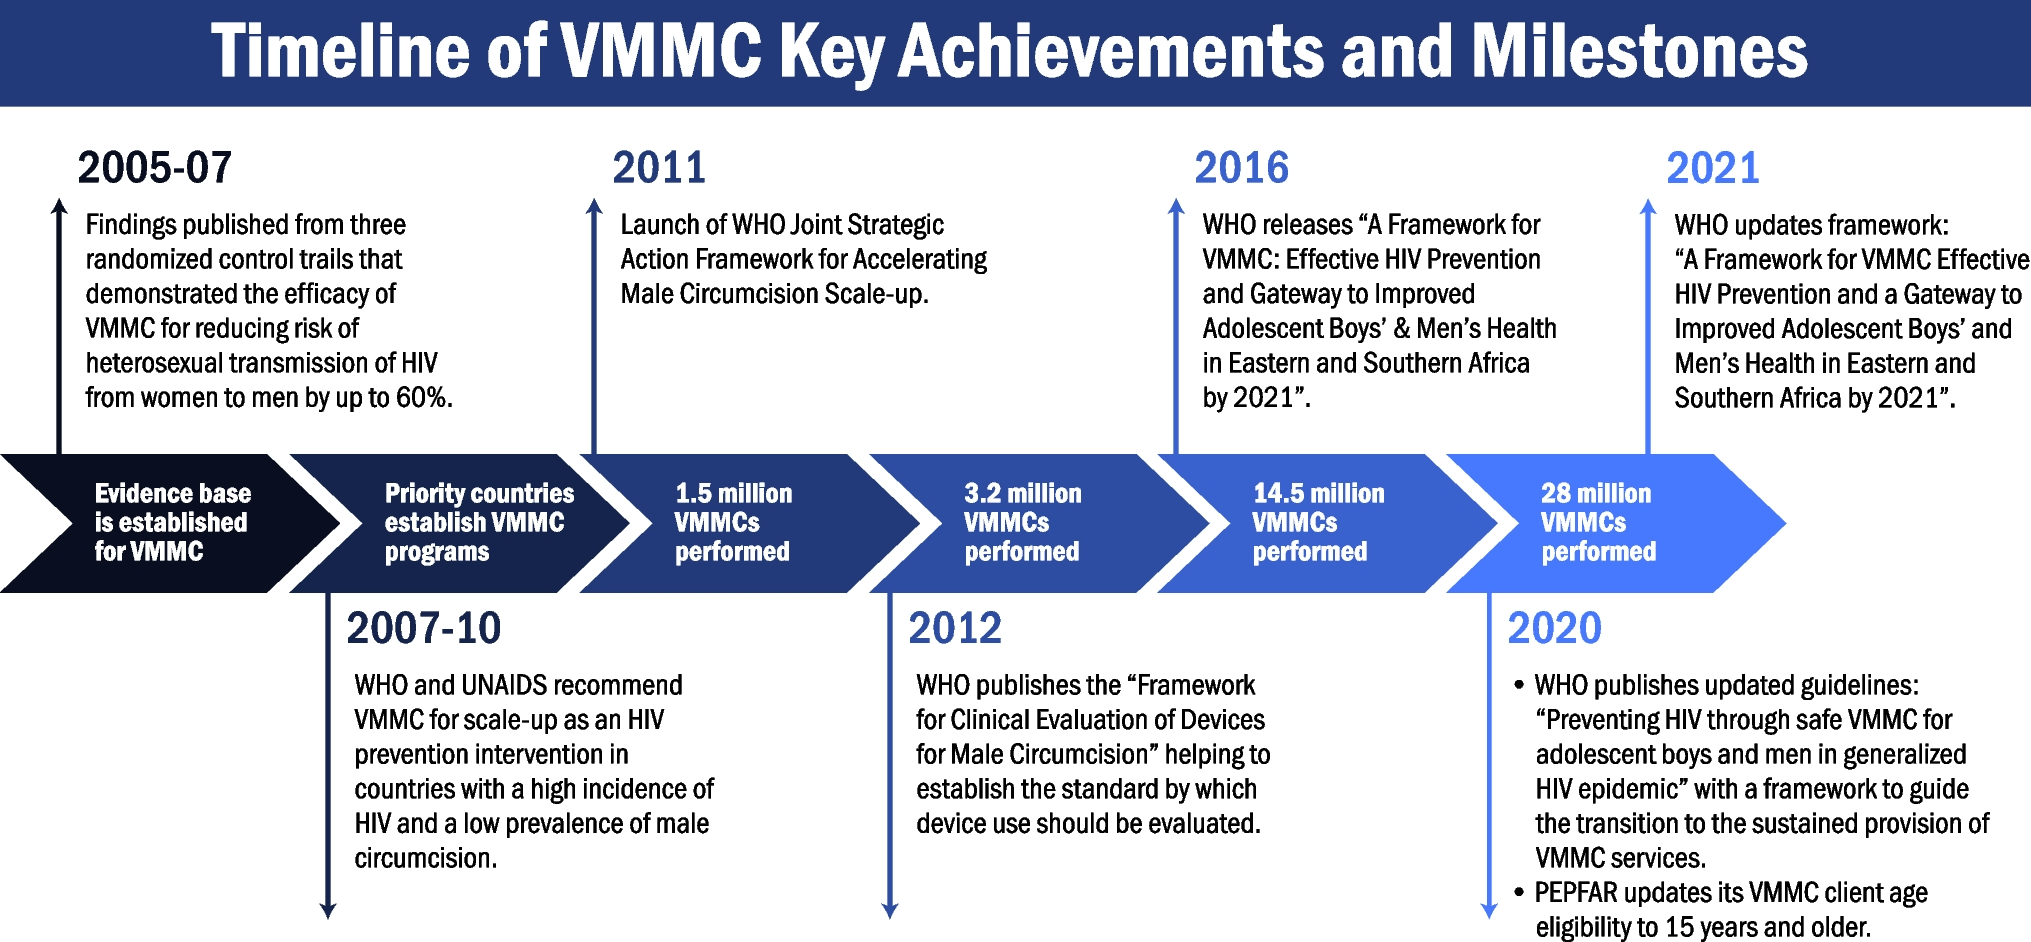 Timeline of VMMC Key Achievements and Milestones
2005-07
Findings published from three
randomized control trails that
demonstrated the efficacy of
VMMC for reducing risk of
heterosexual transmission of HIV
from women to men by up to 60%.
2011
Launch of WHO Joint Strategic
Action Framework for Accelerating
Male Circumcision Scale-up.
2016
WHO releases “A Framework for
VMMC: Effective HIV Prevention
and Gateway to Improved
Adolescent Boys’ & Men’s Health
in Eastern and Southern Africa
by 2021”.
2021
WHO updates framework:
“A Framework for VMMC Effective
HIV Prevention and a Gateway to
Improved Adolescent Boys’ and
Men’s Health in Eastern and
Southern Africa by 2021”.
Evidence base
is established
for VMMC
Priority countries
establish VMMC
programs
1.5 million
VMMCs
performed
3.2 million
VMMCs
performed
14.5 million
VMMCs
performed
28 million
VMMCs
performed
2007-10
WHO and UNAIDS recommend
VMMC for scale-up as an HIV
prevention intervention in
countries with a high incidence of
HIV and a low prevalence of male
circumcision.
2012
WHO publishes the “Framework
for Clinical Evaluation of Devices
for Male Circumcision” helping to
establish the standard by which
device use should be evaluated.
2020
• WHO publishes updated guidelines:
“Preventing HIV through safe VMMC for
adolescent boys and men in generalized
HIV epidemic” with a framework to guide
the transition to the sustained provision of
VMMC services.
• PEPFAR updates its VMMC client age
eligibility to 15 years and older.